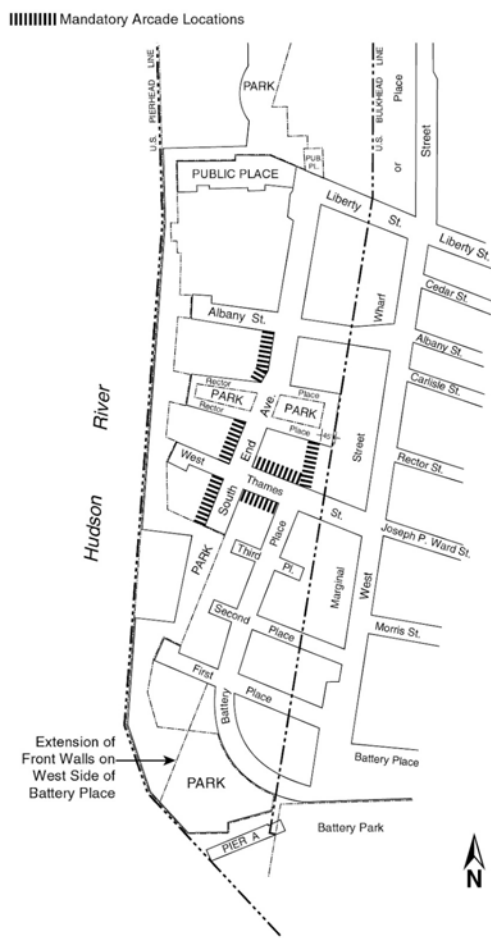 Mandatory Arcade Locations
U.S. PIERHEAD LINE
PARK
U.S. BULKHEAD LINE
Place
or
Street
PUB.
PL.
PUBLIC PLACE
Liberty
St.
Liberty St.
Cedar St.
Wharf
Albany St.
Albany St.
Carlisle St.
Rector
Place
PARK
Ave.
PARK
Rector
Place
45'
Street
End
Rector St.
West
South
Thames
St.
Hudson River
Place
Joseph P. Ward St.
PARK
Third
Pl.
West
Marginal
Second
Place
Morris St.
First
Place
Battery
Battery Place
Extension of
Front Walls on
West Side of
Battery Place
PARK
PIER A
Battery Park
N